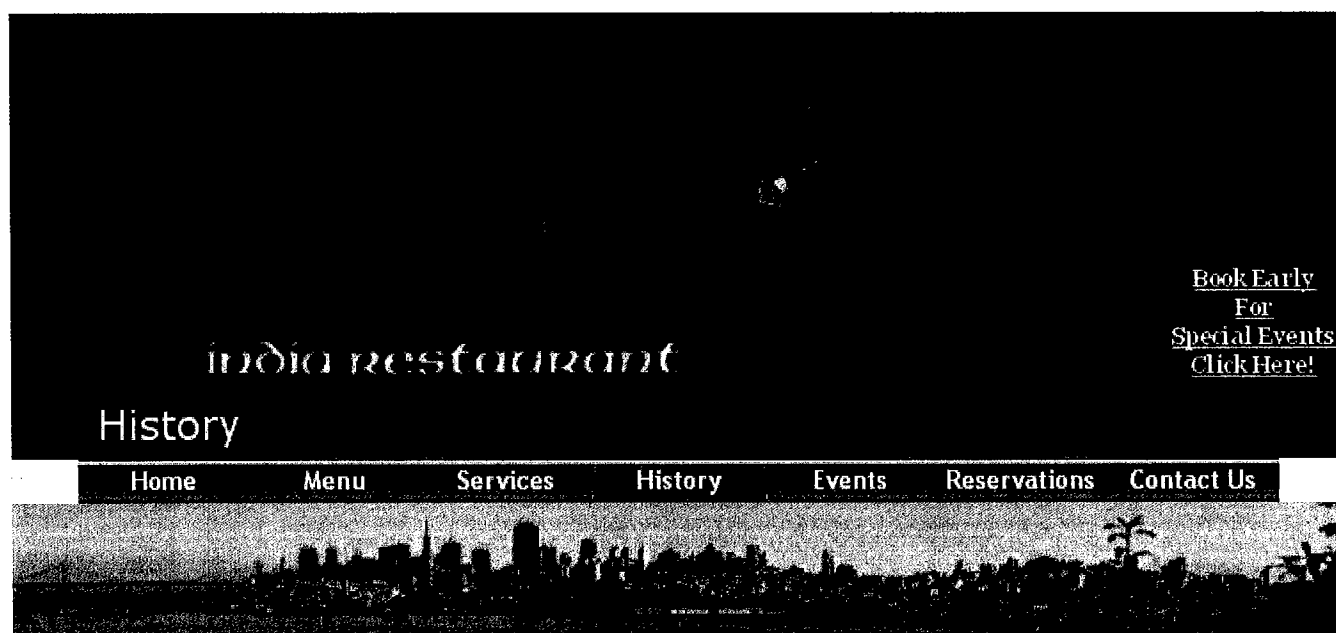 Book Early
For
Special Events
Click Here!
india restaurant
History
Home Menu Services History Events Reservations Contact Us